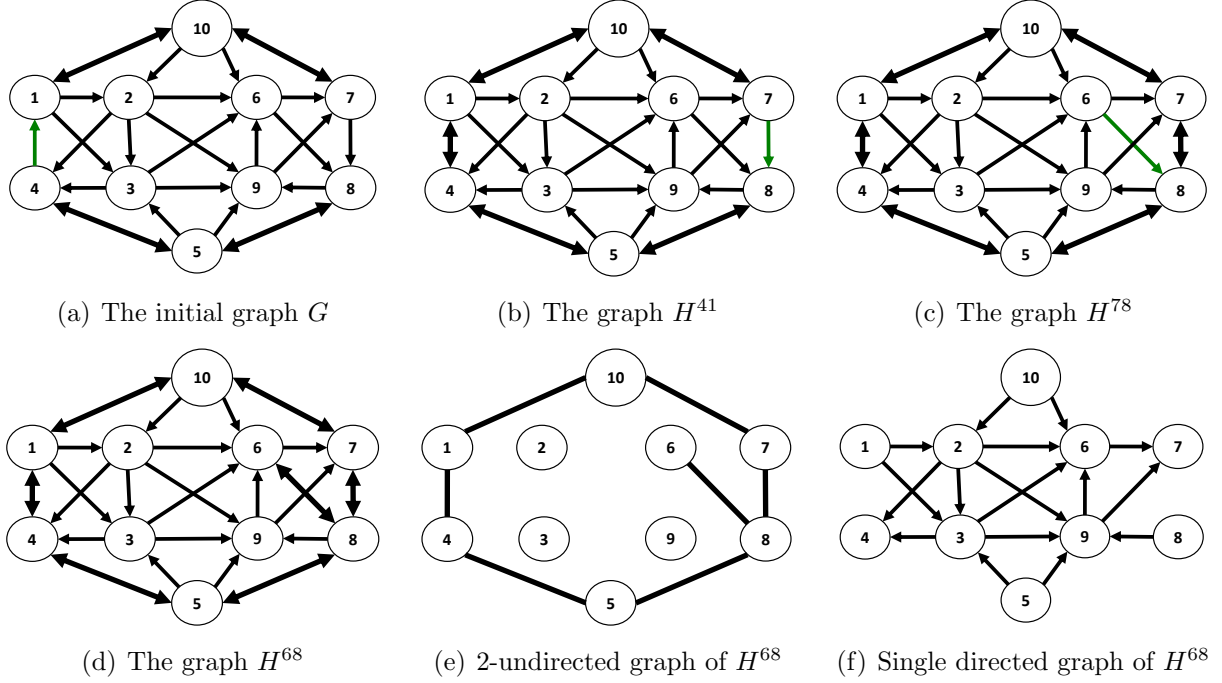 10 10 10
1 2 6 7 1 2 6 7 1 2 6 7
4 3 9 8 4 3 9 8 4 3 9 8
5 5 5
(a) The initial graph G (b) The graph H^{41} (c) The graph H^{78}
10 10 10
1 2 6 7 1 2 6 7 1 2 6 7
4 3 9 8 4 3 9 8 4 3 9 8
5 5 5
(d) The graph H^{68} (e) 2-undirected graph of H^{68} (f) Single directed graph of H^{68}